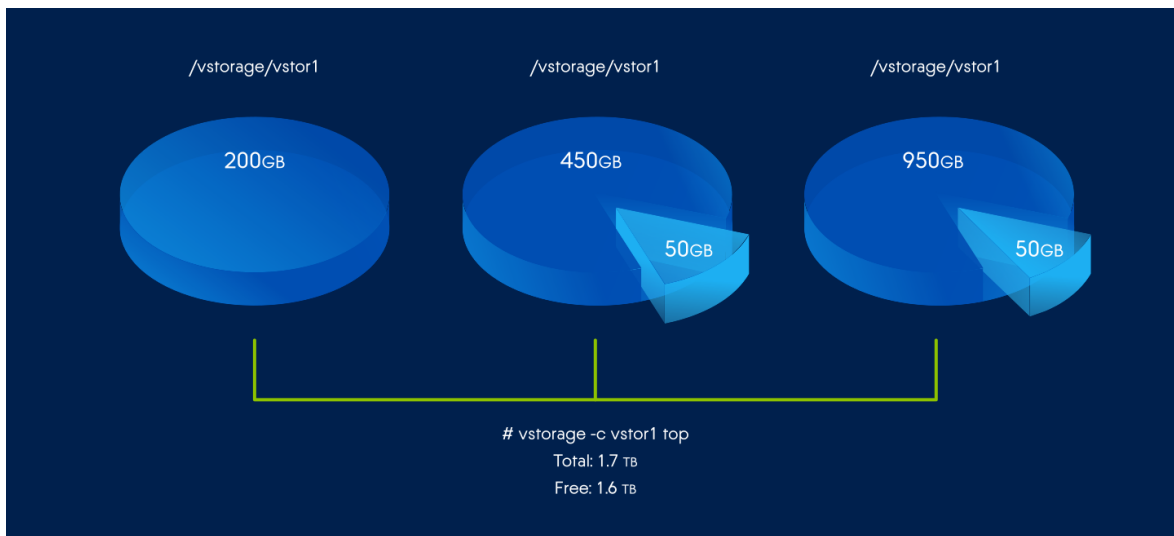 /vstorage/vstor1
/vstorage/vstor1
/vstorage/vstor1
200GB
450GB
950GB
50GB
50GB
# vstorage -c vstor1 top
Total: 1.7 TB
Free: 1.6 TB